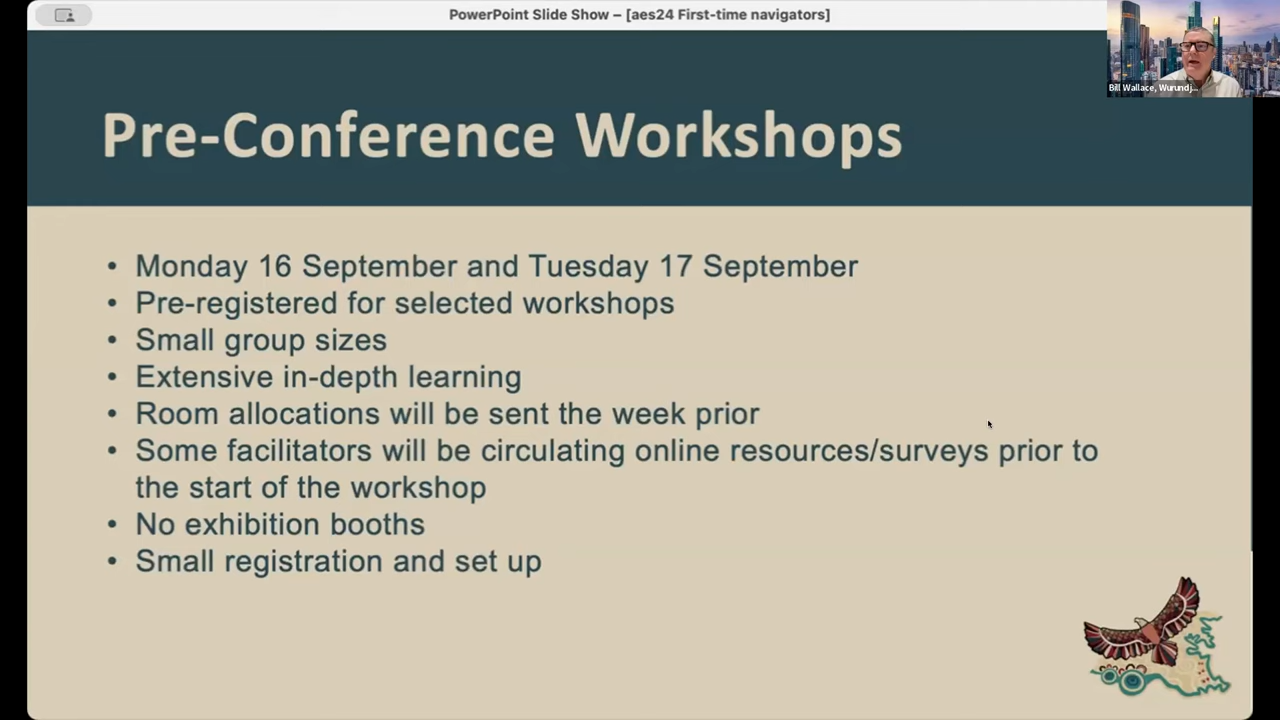 PowerPoint Slide Show – [aes24 First-time navigators]
Bill Wallace, Wurundj...
Pre-Conference Workshops
• Monday 16 September and Tuesday 17 September
• Pre-registered for selected workshops
• Small group sizes
• Extensive in-depth learning
• Room allocations will be sent the week prior
• Some facilitators will be circulating online resources/surveys prior to
the start of the workshop
• No exhibition booths
• Small registration and set up